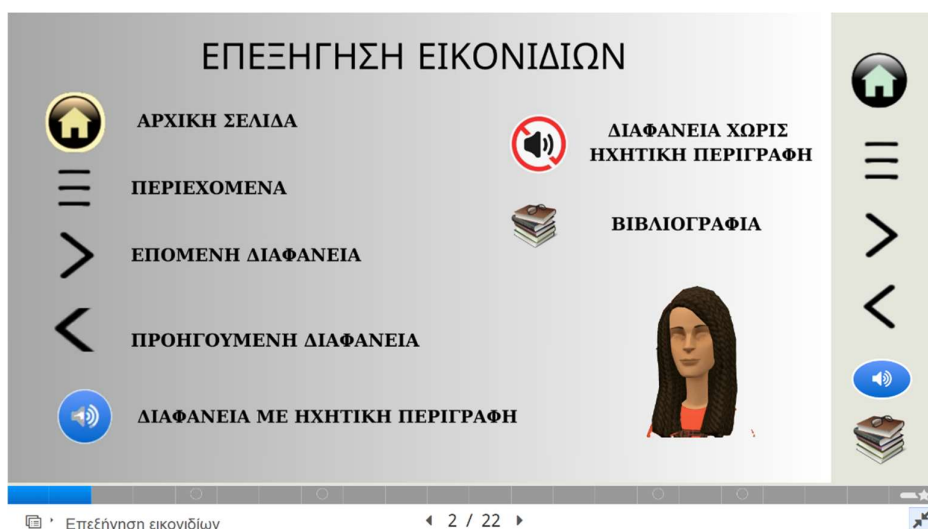 ΕΠΕΞΗΓΗΣΗ ΕΙΚΟΝΙΔΙΩΝ
ΑΡΧΙΚΗ ΣΕΛΙΔΑ
ΠΕΡΙΕΧΟΜΕΝΑ
ΕΠΟΜΕΝΗ ΔΙΑΦΑΝΕΙΑ
ΠΡΟΗΓΟΥΜΕΝΗ ΔΙΑΦΑΝΕΙΑ
ΔΙΑΦΑΝΕΙΑ ΜΕ ΗΧΗΤΙΚΗ ΠΕΡΙΓΡΑΦΗ
ΔΙΑΦΑΝΕΙΑ ΧΩΡΙΣ
ΗΧΗΤΙΚΗ ΠΕΡΙΓΡΑΦΗ
ΒΙΒΛΙΟΓΡΑΦΙΑ
Επεξήγηση εικονιδίων
2 / 22